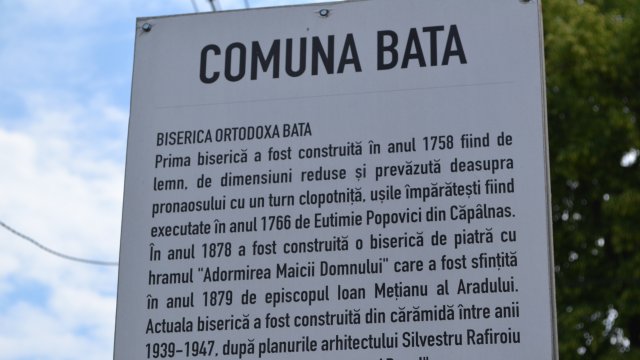 COMUNA BATA
BISERICA ORTODOXA BATA
Prima biserică a fost construită în anul 1758 fiind de
lemn, de dimensiuni reduse și prevăzută deasupra
pronaosului cu un turn clopotniță, ușile împărătești fiind
executate în anul 1766 de Eutimie Popovici din Căpâlnas.
În anul 1878 a fost construită o biserică de piatră cu
hramul "Adormirea Maicii Domnului" care a fost sfințită
în anul 1879 de episcopul Ioan Mețianu al Aradului.
Actuala biserică a fost construită din cărămidă între anii
1939-1947, după planurile arhitectului Silvestru Rafiroiu